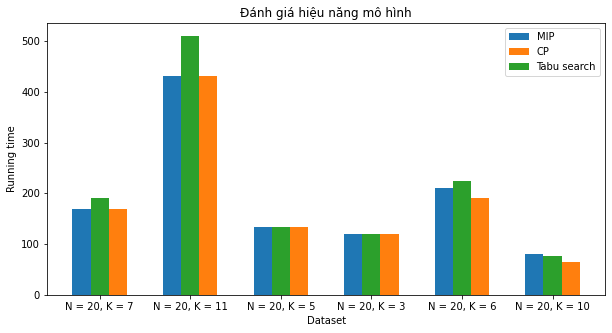 Đánh giá hiệu năng mô hình
MIP
CP
Tabu search
Running time
500
400
300
200
100
0
N = 20, K = 7
N = 20, K = 11
N = 20, K = 5
N = 20, K = 3
N = 20, K = 6
N = 20, K = 10
Dataset